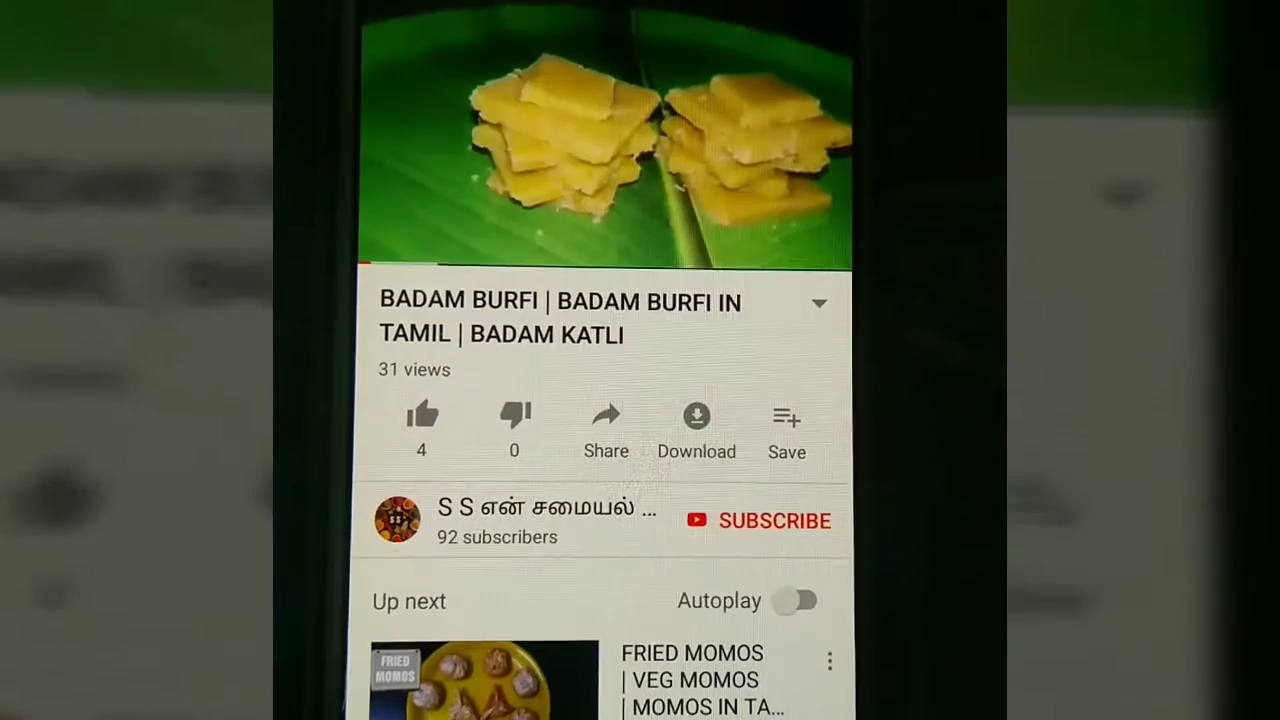 BADAM BURFI | BADAM BURFI IN
TAMIL | BADAM KATLI
31 views
4
0
Share
Download
Save
S S என் சமையல் ...
92 subscribers
SUBSCRIBE
Up next
Autoplay
FRIED
MOMOS
FRIED MOMOS
| VEG MOMOS
| MOMOS IN TA...